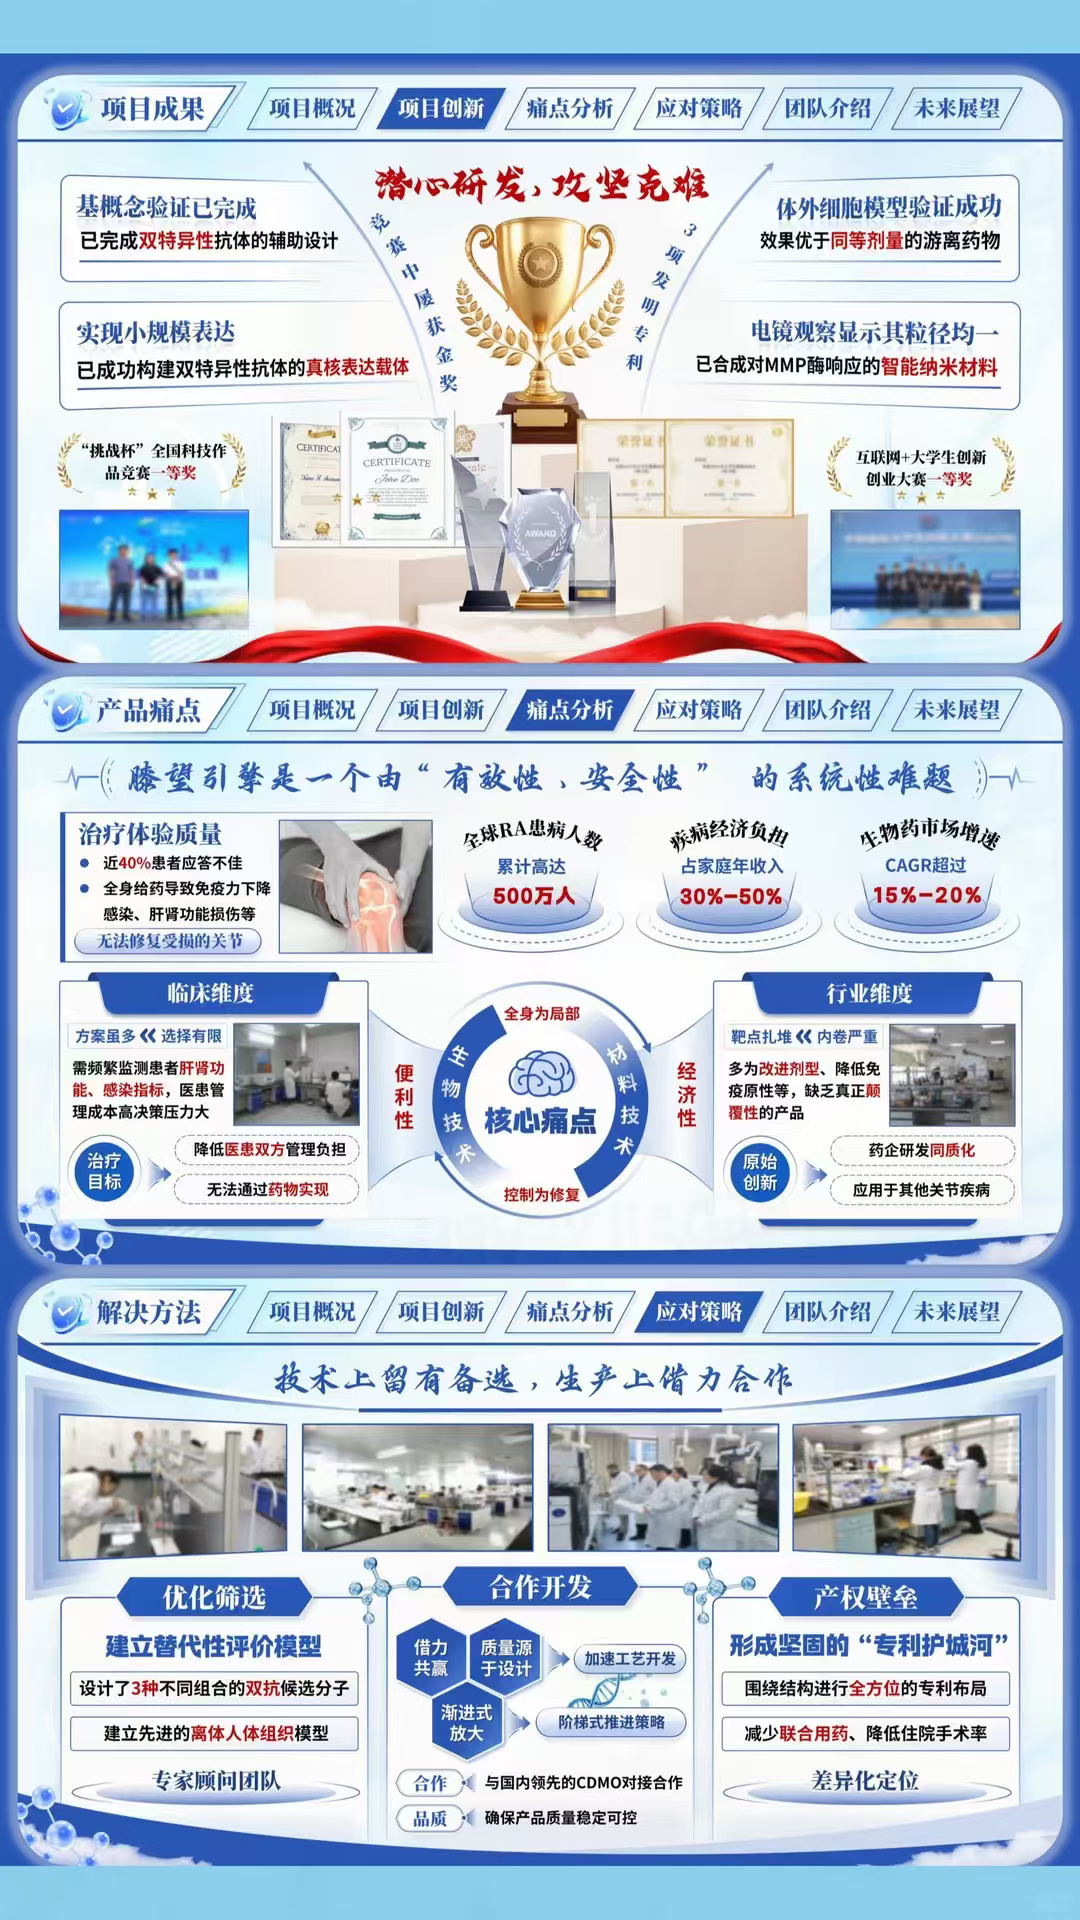 项目成果
项目概况
项目创新
痛点分析
应对策略
团队介绍
未来展望
潜心研发，攻坚克难
基概念验证已完成
已完成双特异性抗体的辅助设计
实现小规模表达
已成功构建双特异性抗体的真核表达载体
竞赛中屡获金奖
3项发明专利
体外细胞模型验证成功
效果优于同等剂量的游离药物
电镜观察显示其粒径均一
已合成对MMP酶响应的智能纳米材料
“挑战杯”全国科技作
品竞赛一等奖
CERTIFICATE
CERTIFICATE
John Doe
荣誉证书
荣誉证书
AWARD
1
互联网+大学生创新
创业大赛一等奖
产品痛点
项目概况
项目创新
痛点分析
应对策略
团队介绍
未来展望
膝望引擎是一个由“有效性、安全性” 的系统性难题
治疗体验质量
近40%患者应答不佳
全身给药导致免疫力下降
感染、肝肾功能损伤等
无法修复受损的关节
全球RA患病人数
累计高达
500万人
疾病经济负担
占家庭年收入
30%-50%
生物药市场增速
CAGR超过
15%-20%
临床维度
方案虽多《选择有限
需频繁监测患者肝肾功
能、感染指标，医患管
理成本高决策压力大
治疗
目标
降低医患双方管理负担
无法通过药物实现
便利性
全身为局部
生物技术
核心痛点
材料技术
控制为修复
经济性
行业维度
靶点扎堆《内卷严重
多为改进剂型、降低免
疫原性等，缺乏真正颠
覆性的产品
原始
创新
药企研发同质化
应用于其他关节疾病
解决方法
项目概况
项目创新
痛点分析
应对策略
团队介绍
未来展望
技术上留有备选，生产上借力合作
优化筛选
建立替代性评价模型
设计了3种不同组合的双抗候选分子
建立先进的离体人体组织模型
专家顾问团队
合作开发
借力
共赢
质量源
于设计
渐进式
放大
加速工艺开发
阶梯式推进策略
合作
与国内领先的CDMO对接合作
品质
确保产品质量稳定可控
产权壁垒
形成坚固的“专利护城河”
围绕结构进行全方位的专利布局
减少联合用药、降低住院手术率
差异化定位